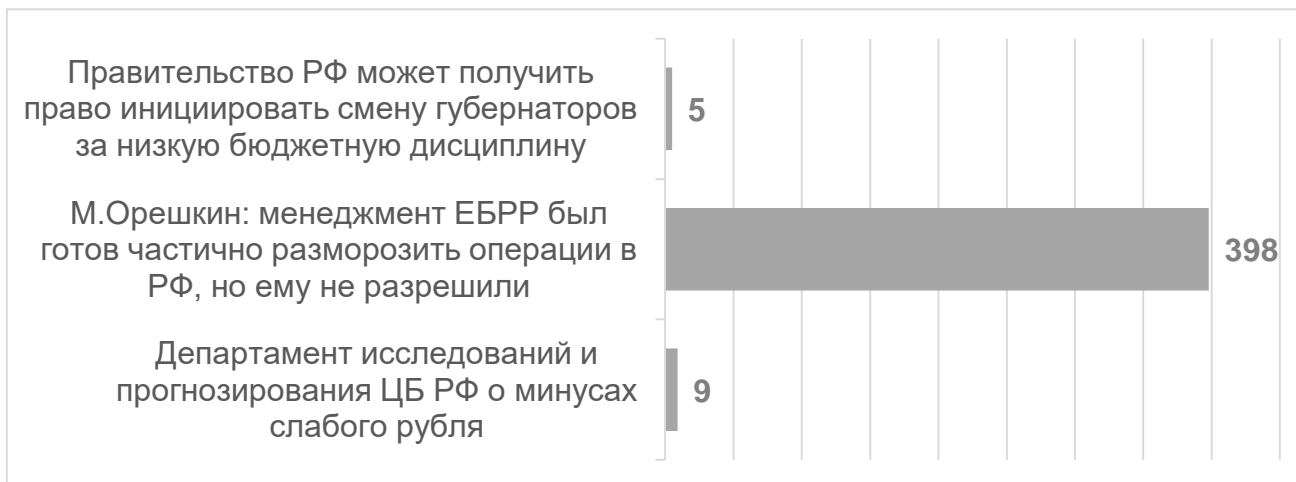 Правительство РФ может получить
право инициировать смену губернаторов
за низкую бюджетную дисциплину
5
М.Орешкин: менеджмент ЕБРР был
готов частично разморозить операции в
РФ, но ему не разрешили
398
Департамент исследований и
прогнозирования ЦБ РФ о минусах
слабого рубля
9